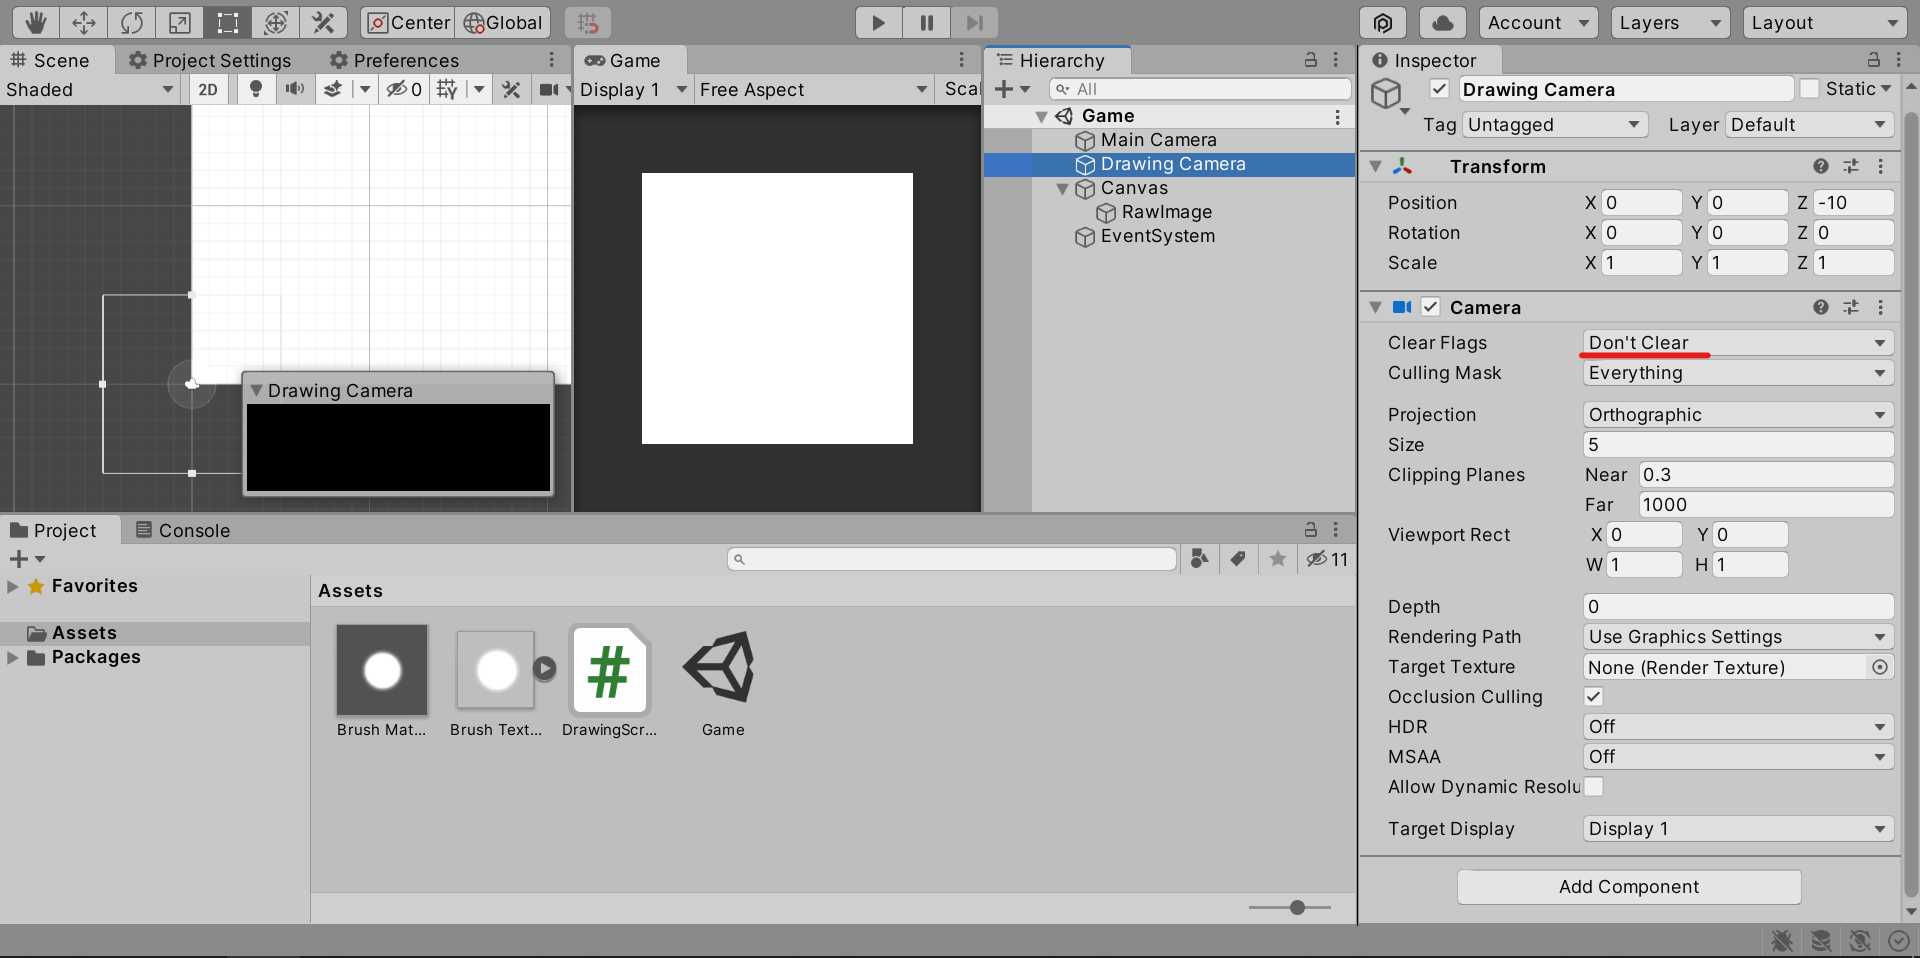 Center
Global
Account
Layers
Layout
Scene
Project Settings
Preferences
Shaded
2D
0
Drawing Camera
Game
Display 1
Free Aspect
Scal
Hierarchy
All
Game
Main Camera
Drawing Camera
Canvas
RawImage
EventSystem
Project
Console
11
Favorites
Assets
Packages
Assets
Brush Mat...
Brush Text...
DrawingScr...
Game
Inspector
Drawing Camera
Static
Tag Untagged
Layer Default
Transform
Position X 0 Y 0 Z -10
Rotation X 0 Y 0 Z 0
Scale X 1 Y 1 Z 1
Camera
Clear Flags Don't Clear
Culling Mask Everything
Projection Orthographic
Size 5
Clipping Planes Near 0.3
Far 1000
Viewport Rect X 0 Y 0
W 1 H 1
Depth 0
Rendering Path Use Graphics Settings
Target Texture None (Render Texture)
Occlusion Culling
HDR Off
MSAA Off
Allow Dynamic Resolu
Target Display Display 1
Add Component